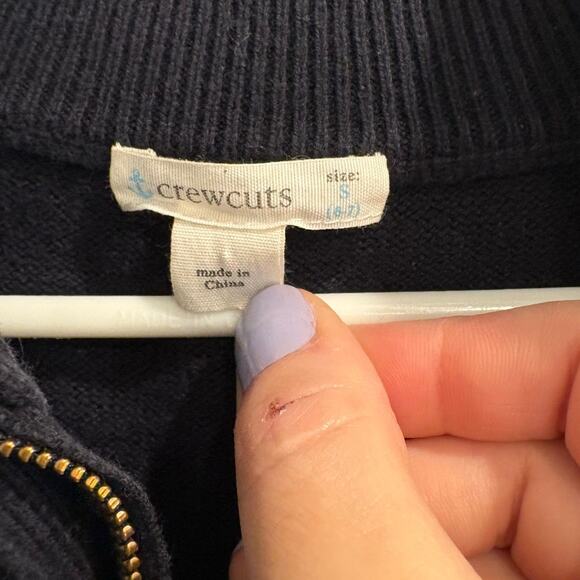 crewcuts
size:
S
(6-7)
made in
China